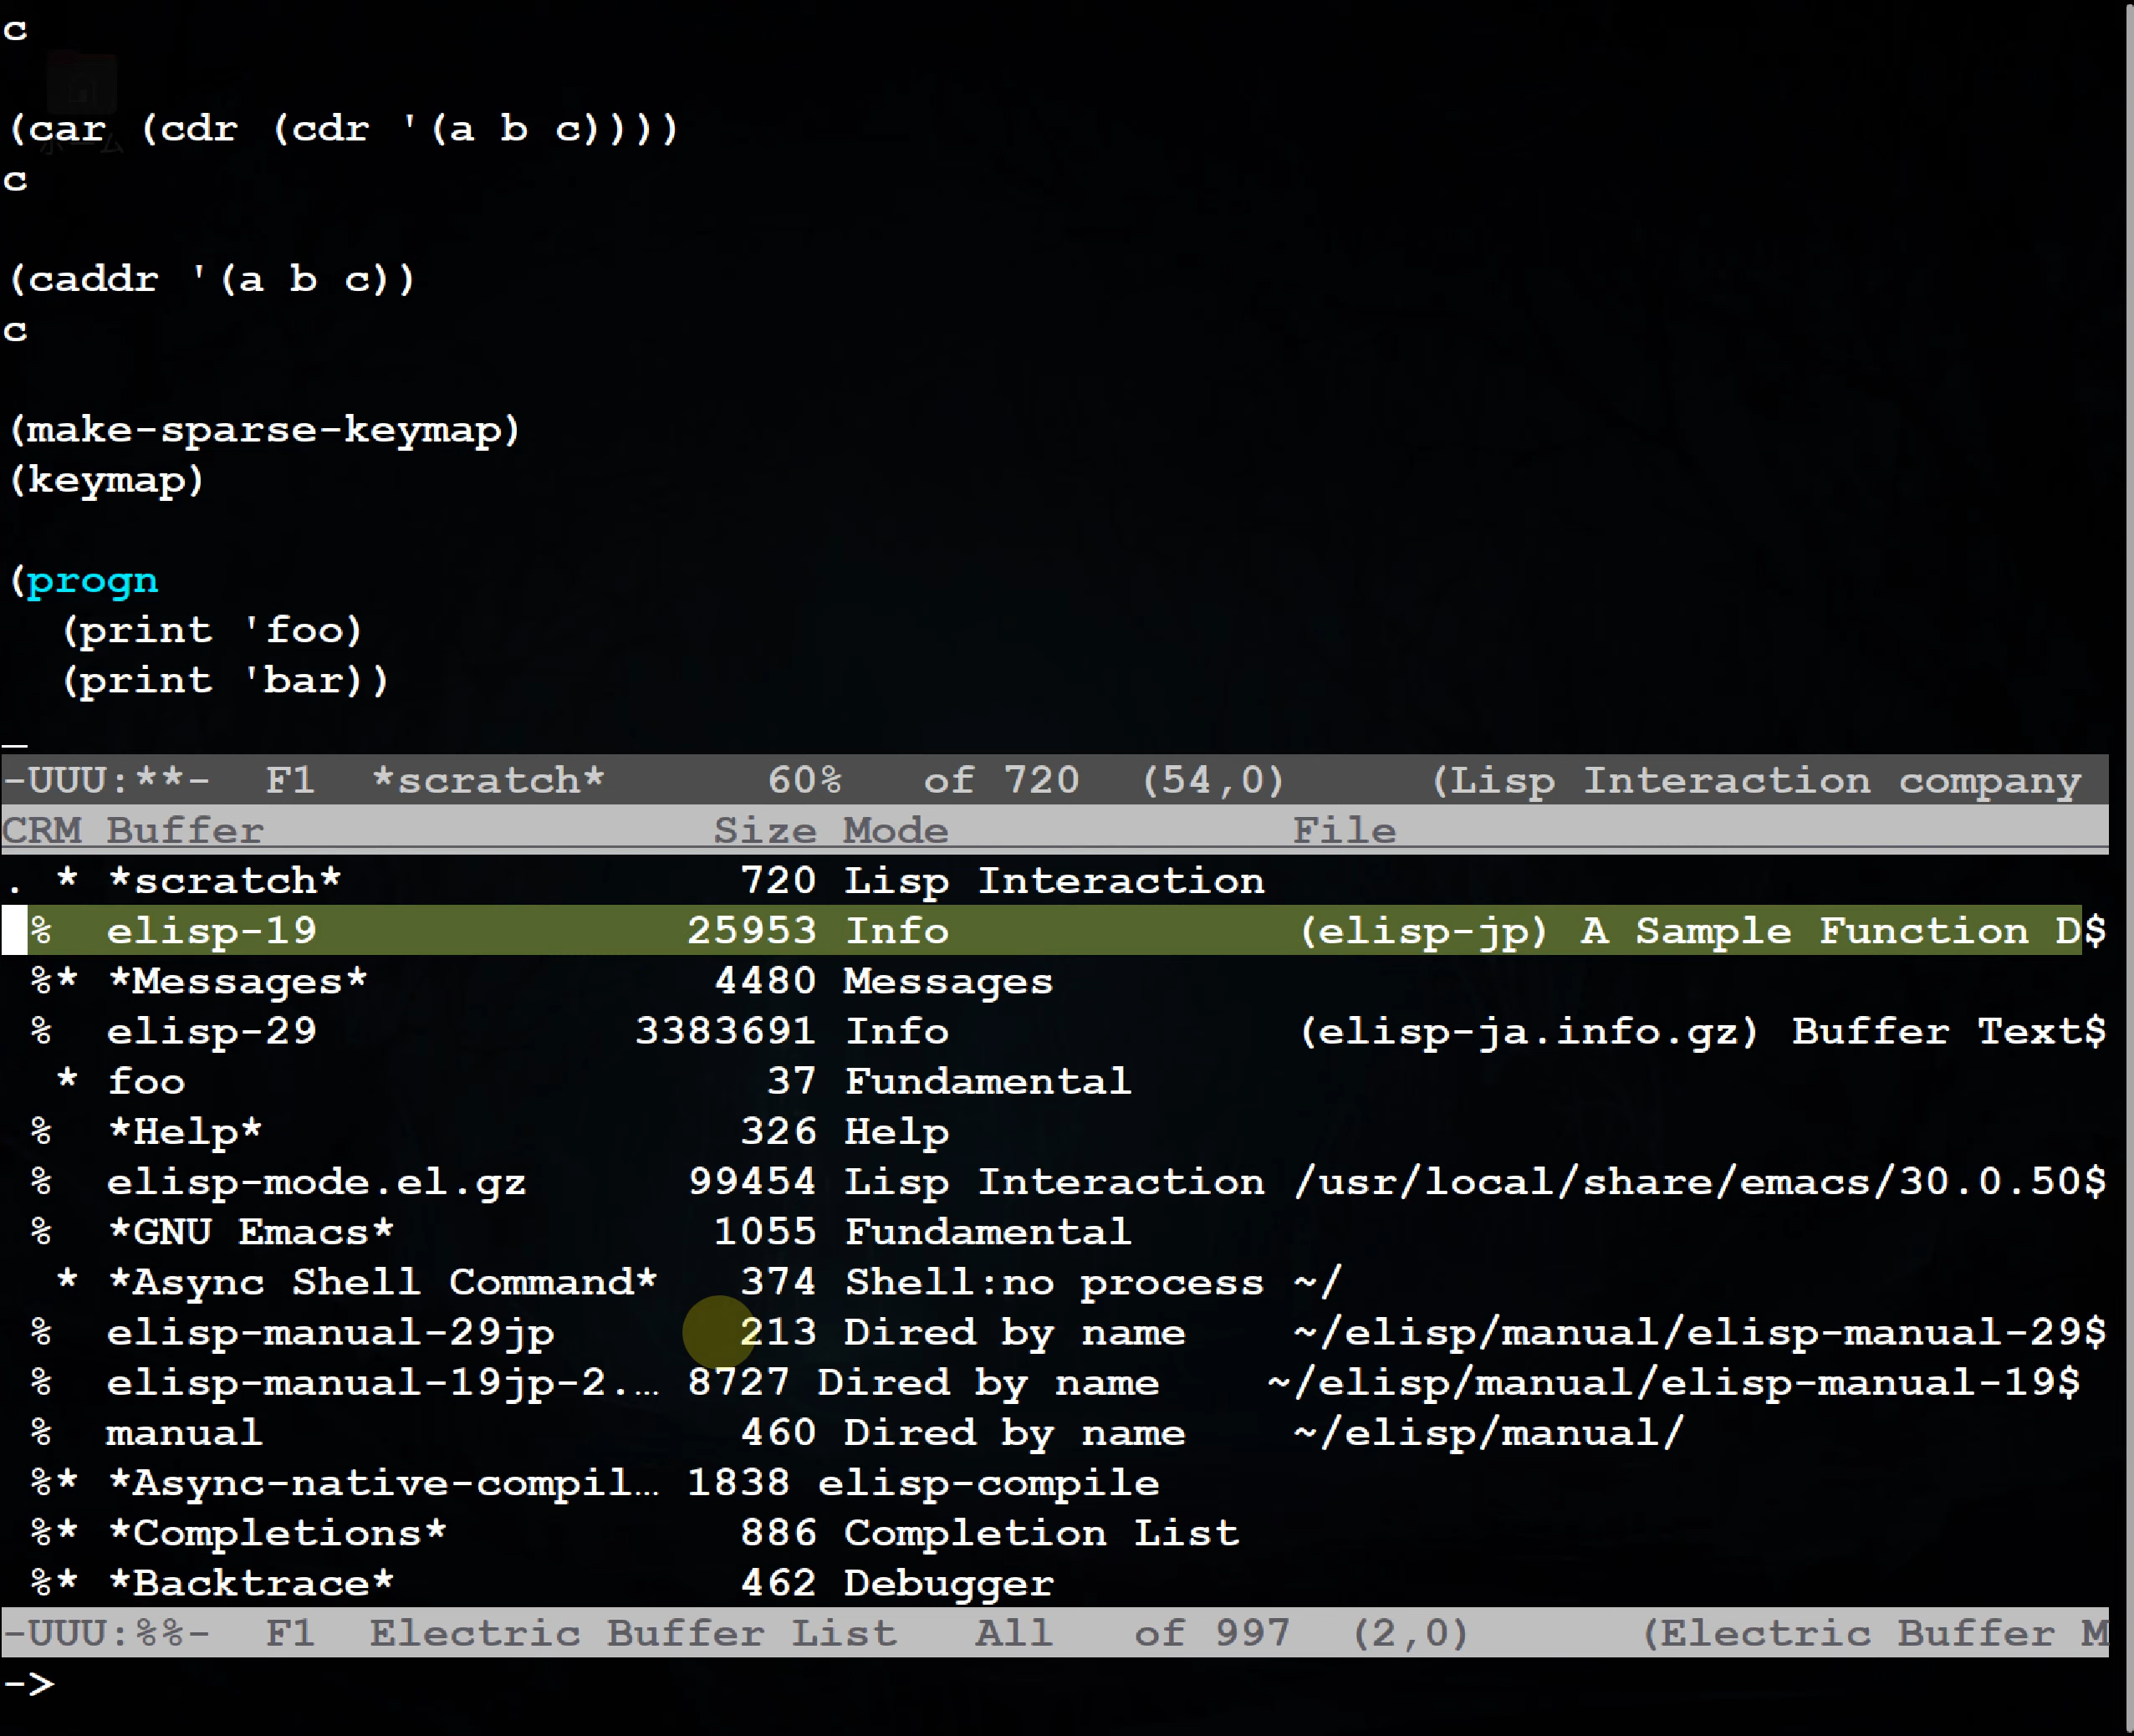 c
(car (cdr (cdr '(a b c))))
c
(caddr '(a b c))
c
(make-sparse-keymap)
(keymap)
(progn
  (print 'foo)
  (print 'bar))
-UUU:**-  F1  *scratch*      60%   of 720  (54,0)      (Lisp Interaction company
CRM Buffer                 Size Mode             File
. * *scratch*               720 Lisp Interaction
 %  elisp-19              25953 Info             (elisp-jp) A Sample Function D$
 %* *Messages*             4480 Messages
 %  elisp-29            3383691 Info             (elisp-ja.info.gz) Buffer Text$
  * foo                      37 Fundamental
 %  *Help*                  326 Help
 %  elisp-mode.el.gz      99454 Lisp Interaction /usr/local/share/emacs/30.0.50$
 %  *GNU Emacs*            1055 Fundamental
  * *Async Shell Command*   374 Shell:no process ~/
 %  elisp-manual-29jp       213 Dired by name    ~/elisp/manual/elisp-manual-29$
 %  elisp-manual-19jp-2.… 8727 Dired by name    ~/elisp/manual/elisp-manual-19$
 %  manual                  460 Dired by name    ~/elisp/manual/
 %* *Async-native-compil… 1838 elisp-compile
 %* *Completions*           886 Completion List
 %* *Backtrace*             462 Debugger
-UUU:%%-  F1  Electric Buffer List   All   of 997  (2,0)      (Electric Buffer M
->